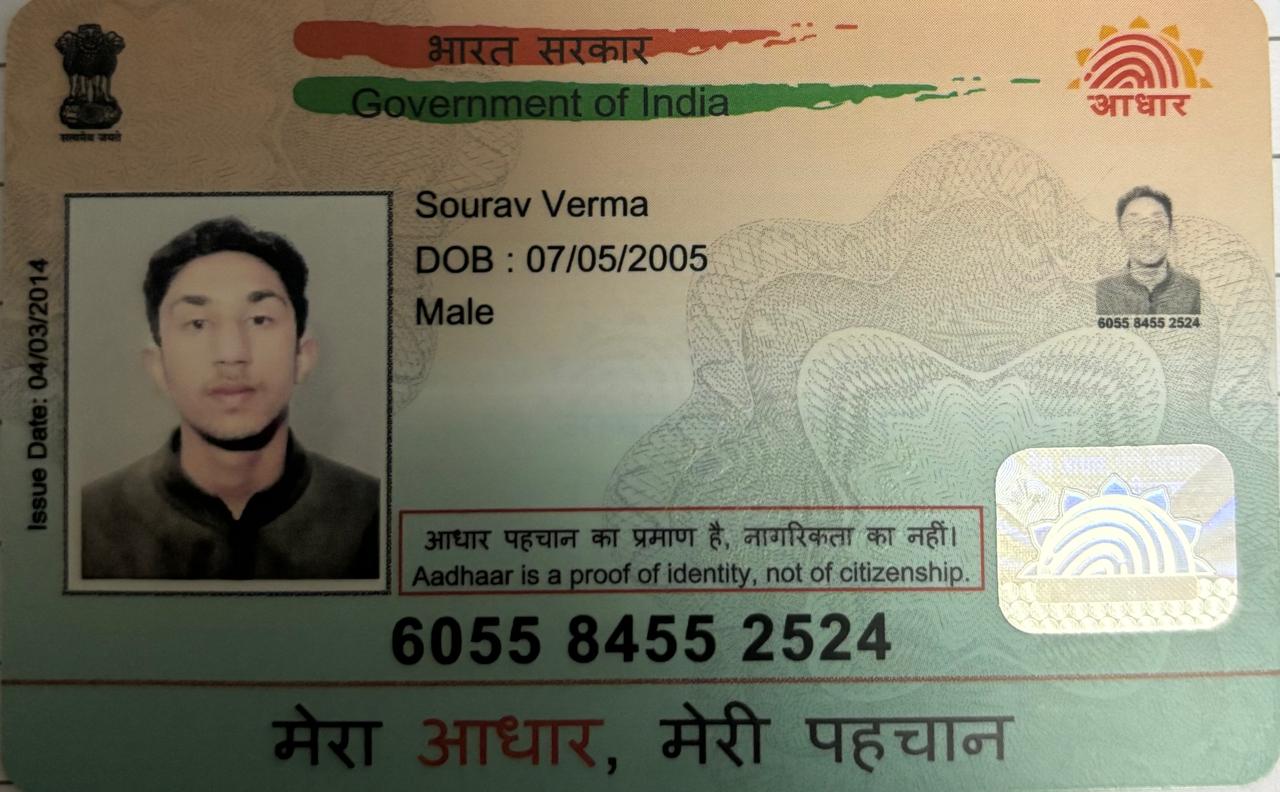 भारत सरकार
Government of India
सत्यमेव जयते
आधार
Issue Date: 04/03/2014
Sourav Verma
DOB : 07/05/2005
Male
6055 8455 2524
आधार पहचान का प्रमाण है, नागरिकता का नहीं।
Aadhaar is a proof of identity, not of citizenship.
6055 8455 2524
मेरा आधार, मेरी पहचान